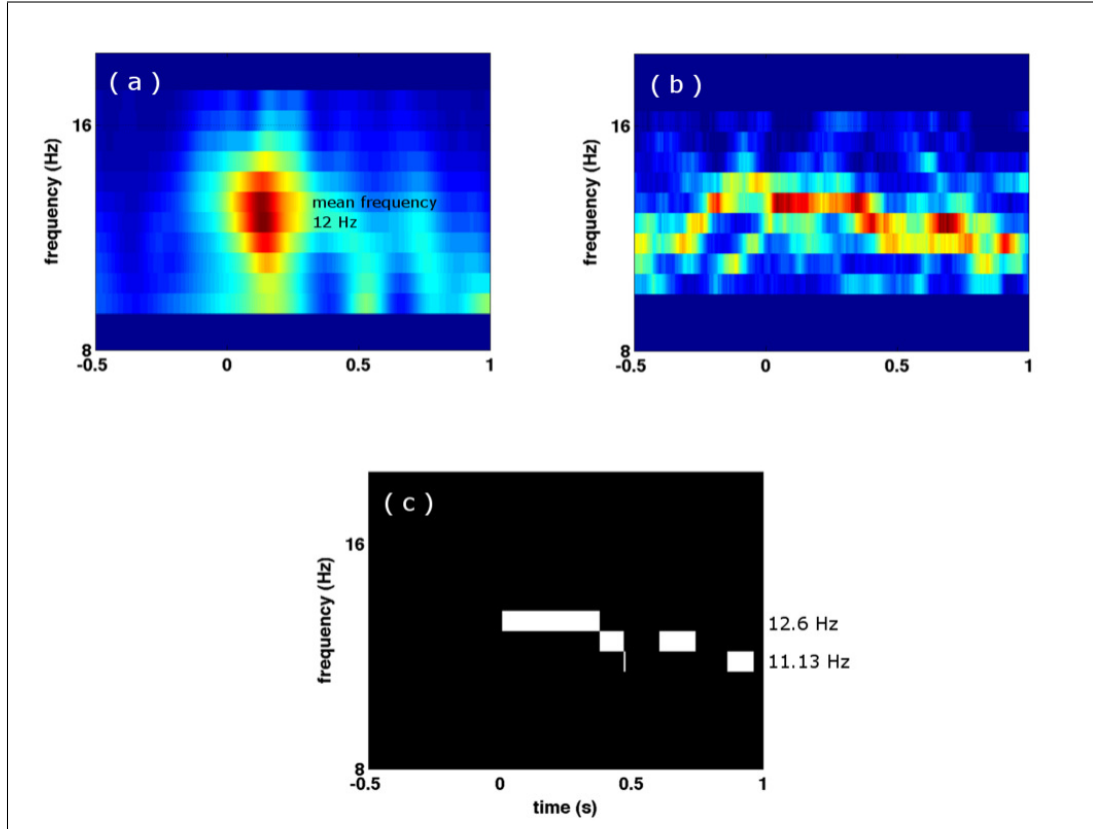 ( a )
16
frequency (Hz)
mean frequency
12 Hz
8
-0.5 0 0.5 1
( b )
16
frequency (Hz)
8
-0.5 0 0.5 1
( c )
16
frequency (Hz)
12.6 Hz
11.13 Hz
8
-0.5 0 0.5 1
time (s)